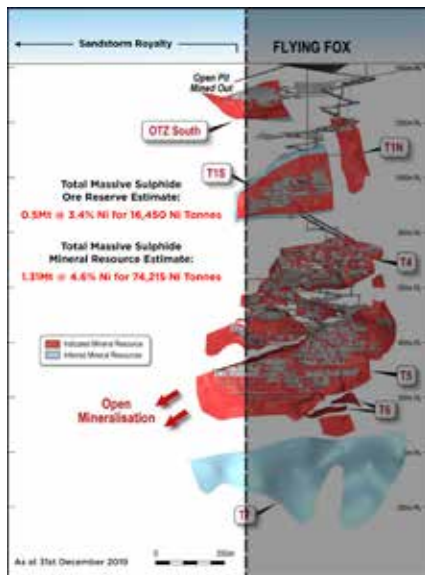 Sandstorm Royalty
FLYING FOX
Open Pit
Mined Out
OTZ South
T1N
T1S
Total Massive Sulphide
Ore Reserve Estimate:
0.5Mt @ 3.4% Ni for 16,450 Ni Tonnes
Total Massive Sulphide
Mineral Resource Estimate:
1.31Mt @ 4.6% Ni for 74,215 Ni Tonnes
T4
Indicated Mineral Resource
Inferred Mineral Resources
T5
Open
Mineralisation
T6
T7
As at 31st December 2019
0